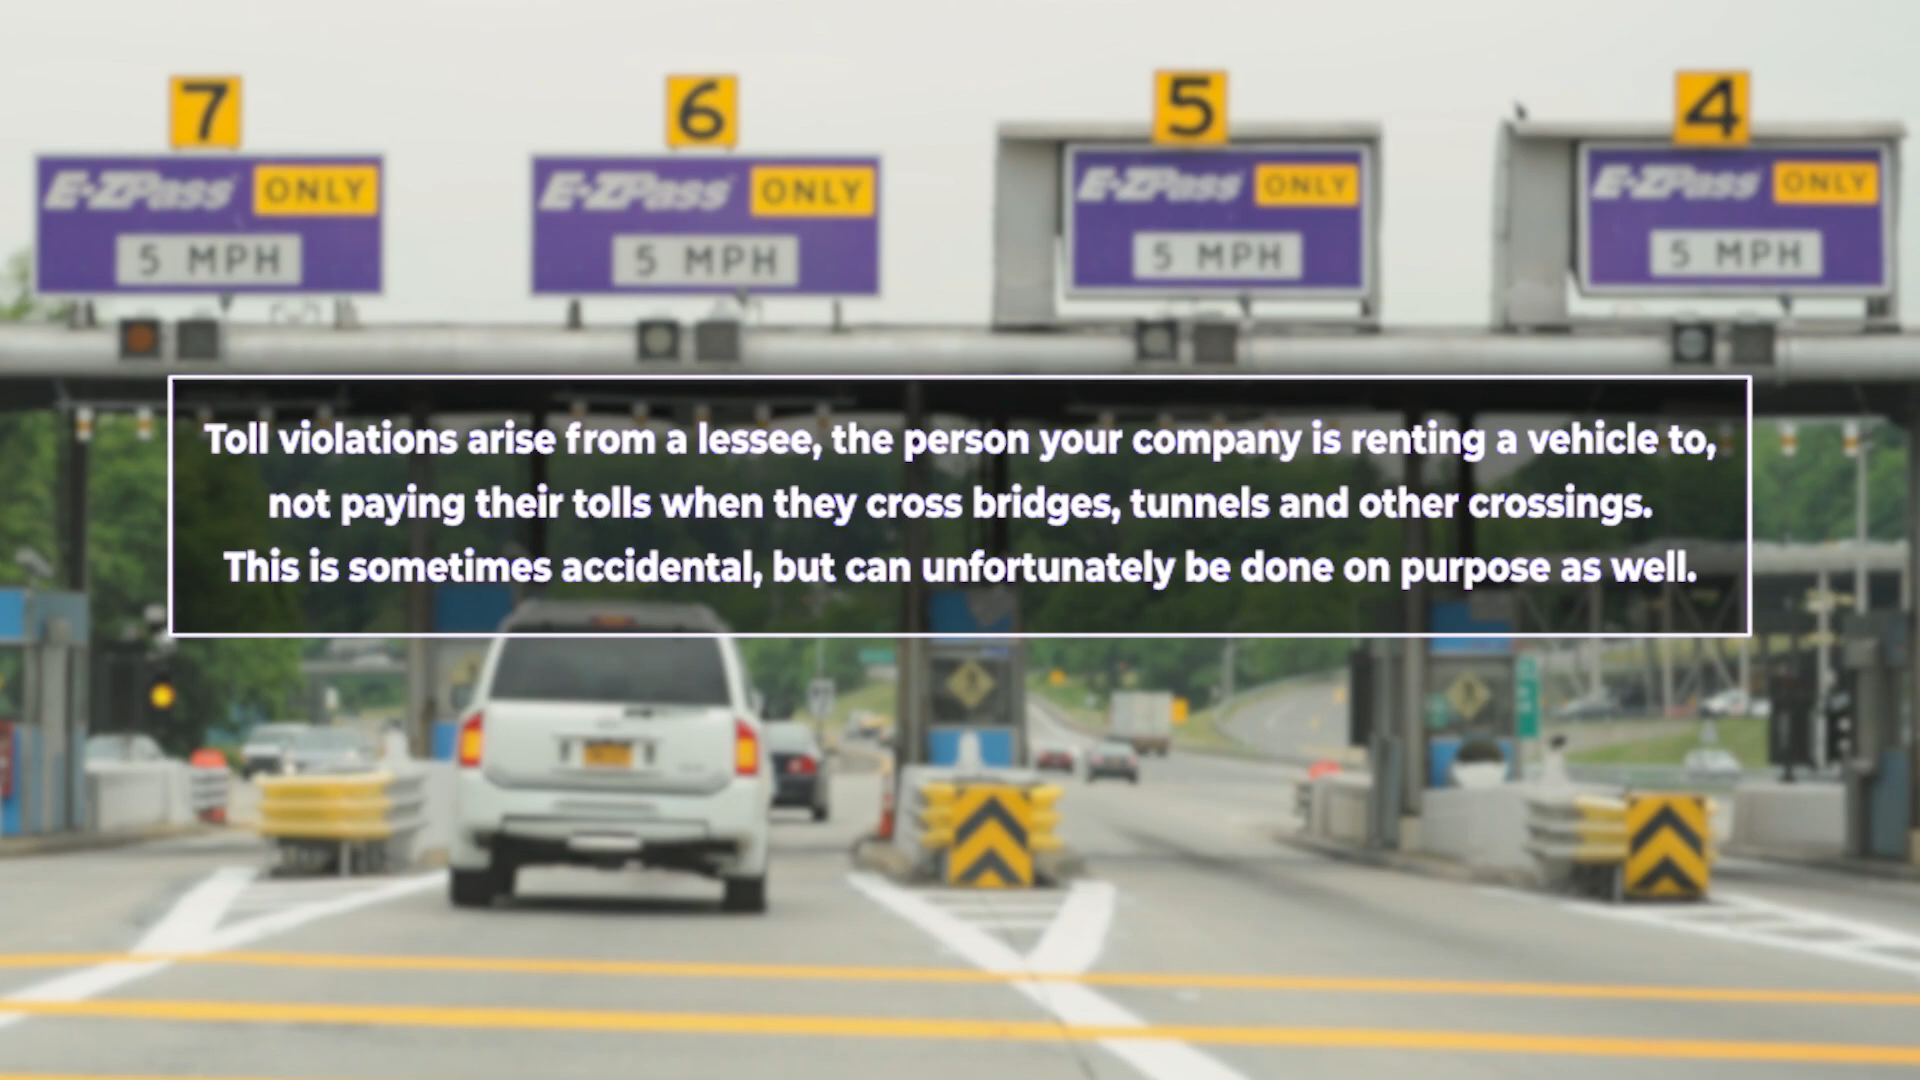 7
6
5
4
E-ZPass ONLY
5 MPH
E-ZPass ONLY
5 MPH
E-ZPass ONLY
5 MPH
E-ZPass ONLY
5 MPH
Toll violations arise from a lessee, the person your company is renting a vehicle to,
not paying their tolls when they cross bridges, tunnels and other crossings.
This is sometimes accidental, but can unfortunately be done on purpose as well.